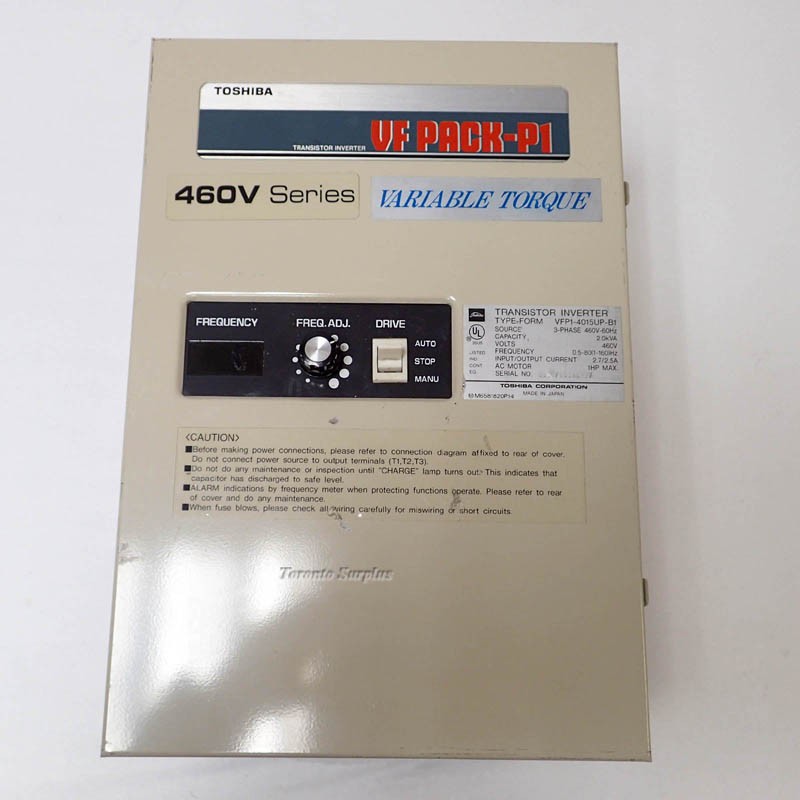 TOSHIBA
TRANSISTOR INVERTER VF PACK-P1
460V Series
VARIABLE TORQUE
FREQUENCY FREQ. ADJ. DRIVE
AUTO
STOP
MANU
UL
LISTED
IND.
CONT.
EQ.
TRANSISTOR INVERTER
TYPE-FORM VFP1-4015UP-B1
SOURCE 3-PHASE 460V-60Hz
CAPACITY 2.0kVA
VOLTS 460V
FREQUENCY
INPUT/OUTPUT CURRENT 2.7/2.5A
AC MOTOR 1HP MAX.
SERIAL NO.
TOSHIBA CORPORATION
MADE IN JAPAN
<CAUTION>
■Before making power connections, please refer to connection diagram affixed to rear of cover.
Do not connect power source to output terminals (T1,T2,T3).
■Do not do any maintenance or inspection until "CHARGE" lamp turns out. This indicates that
capacitor has discharged to safe level.
■ALARM indications by frequency meter when protecting functions operate. Please refer to rear
of cover and do any maintenance.
■When fuse blows, please check all wiring carefully for miswiring or short circuits.
Toronto Surplus